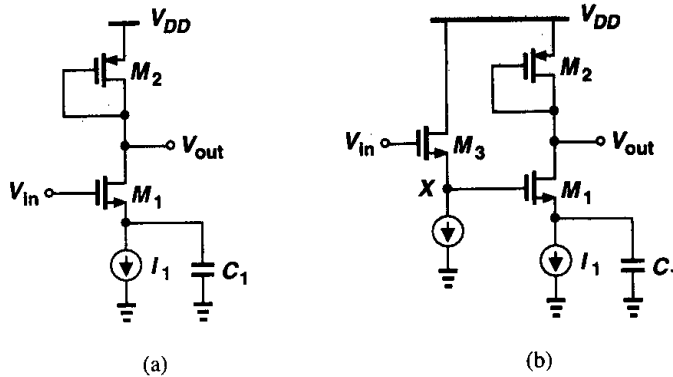 V_DD
M_2
V_out
V_in
M_1
I_1
C_1
(a)
V_DD
M_2
V_in
M_3
V_out
X
M_1
I_1
C
(b)